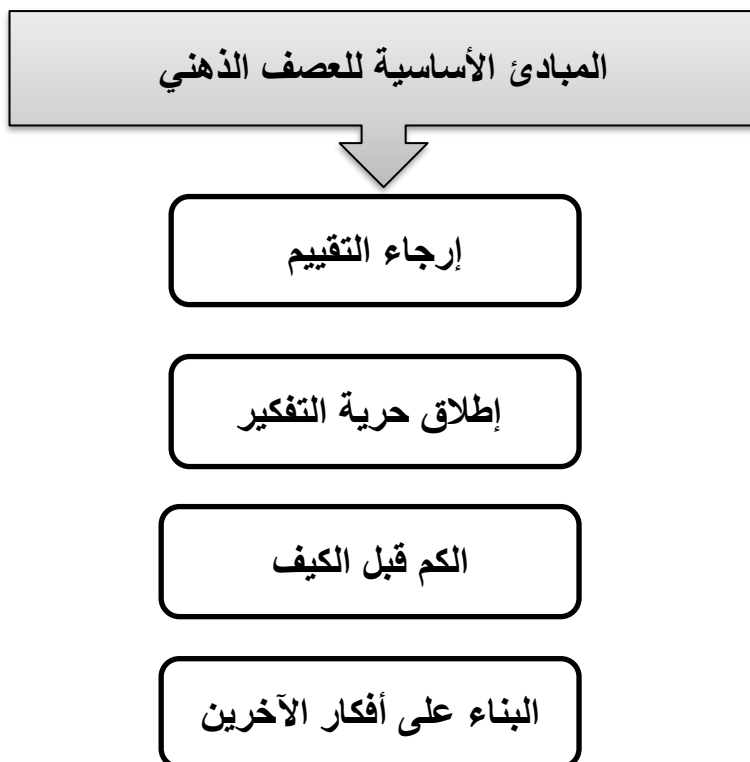 المبادئ الأساسية للعصف الذهني
إرجاء التقييم
إطلاق حرية التفكير
الكم قبل الكيف
البناء على أفكار الآخرين